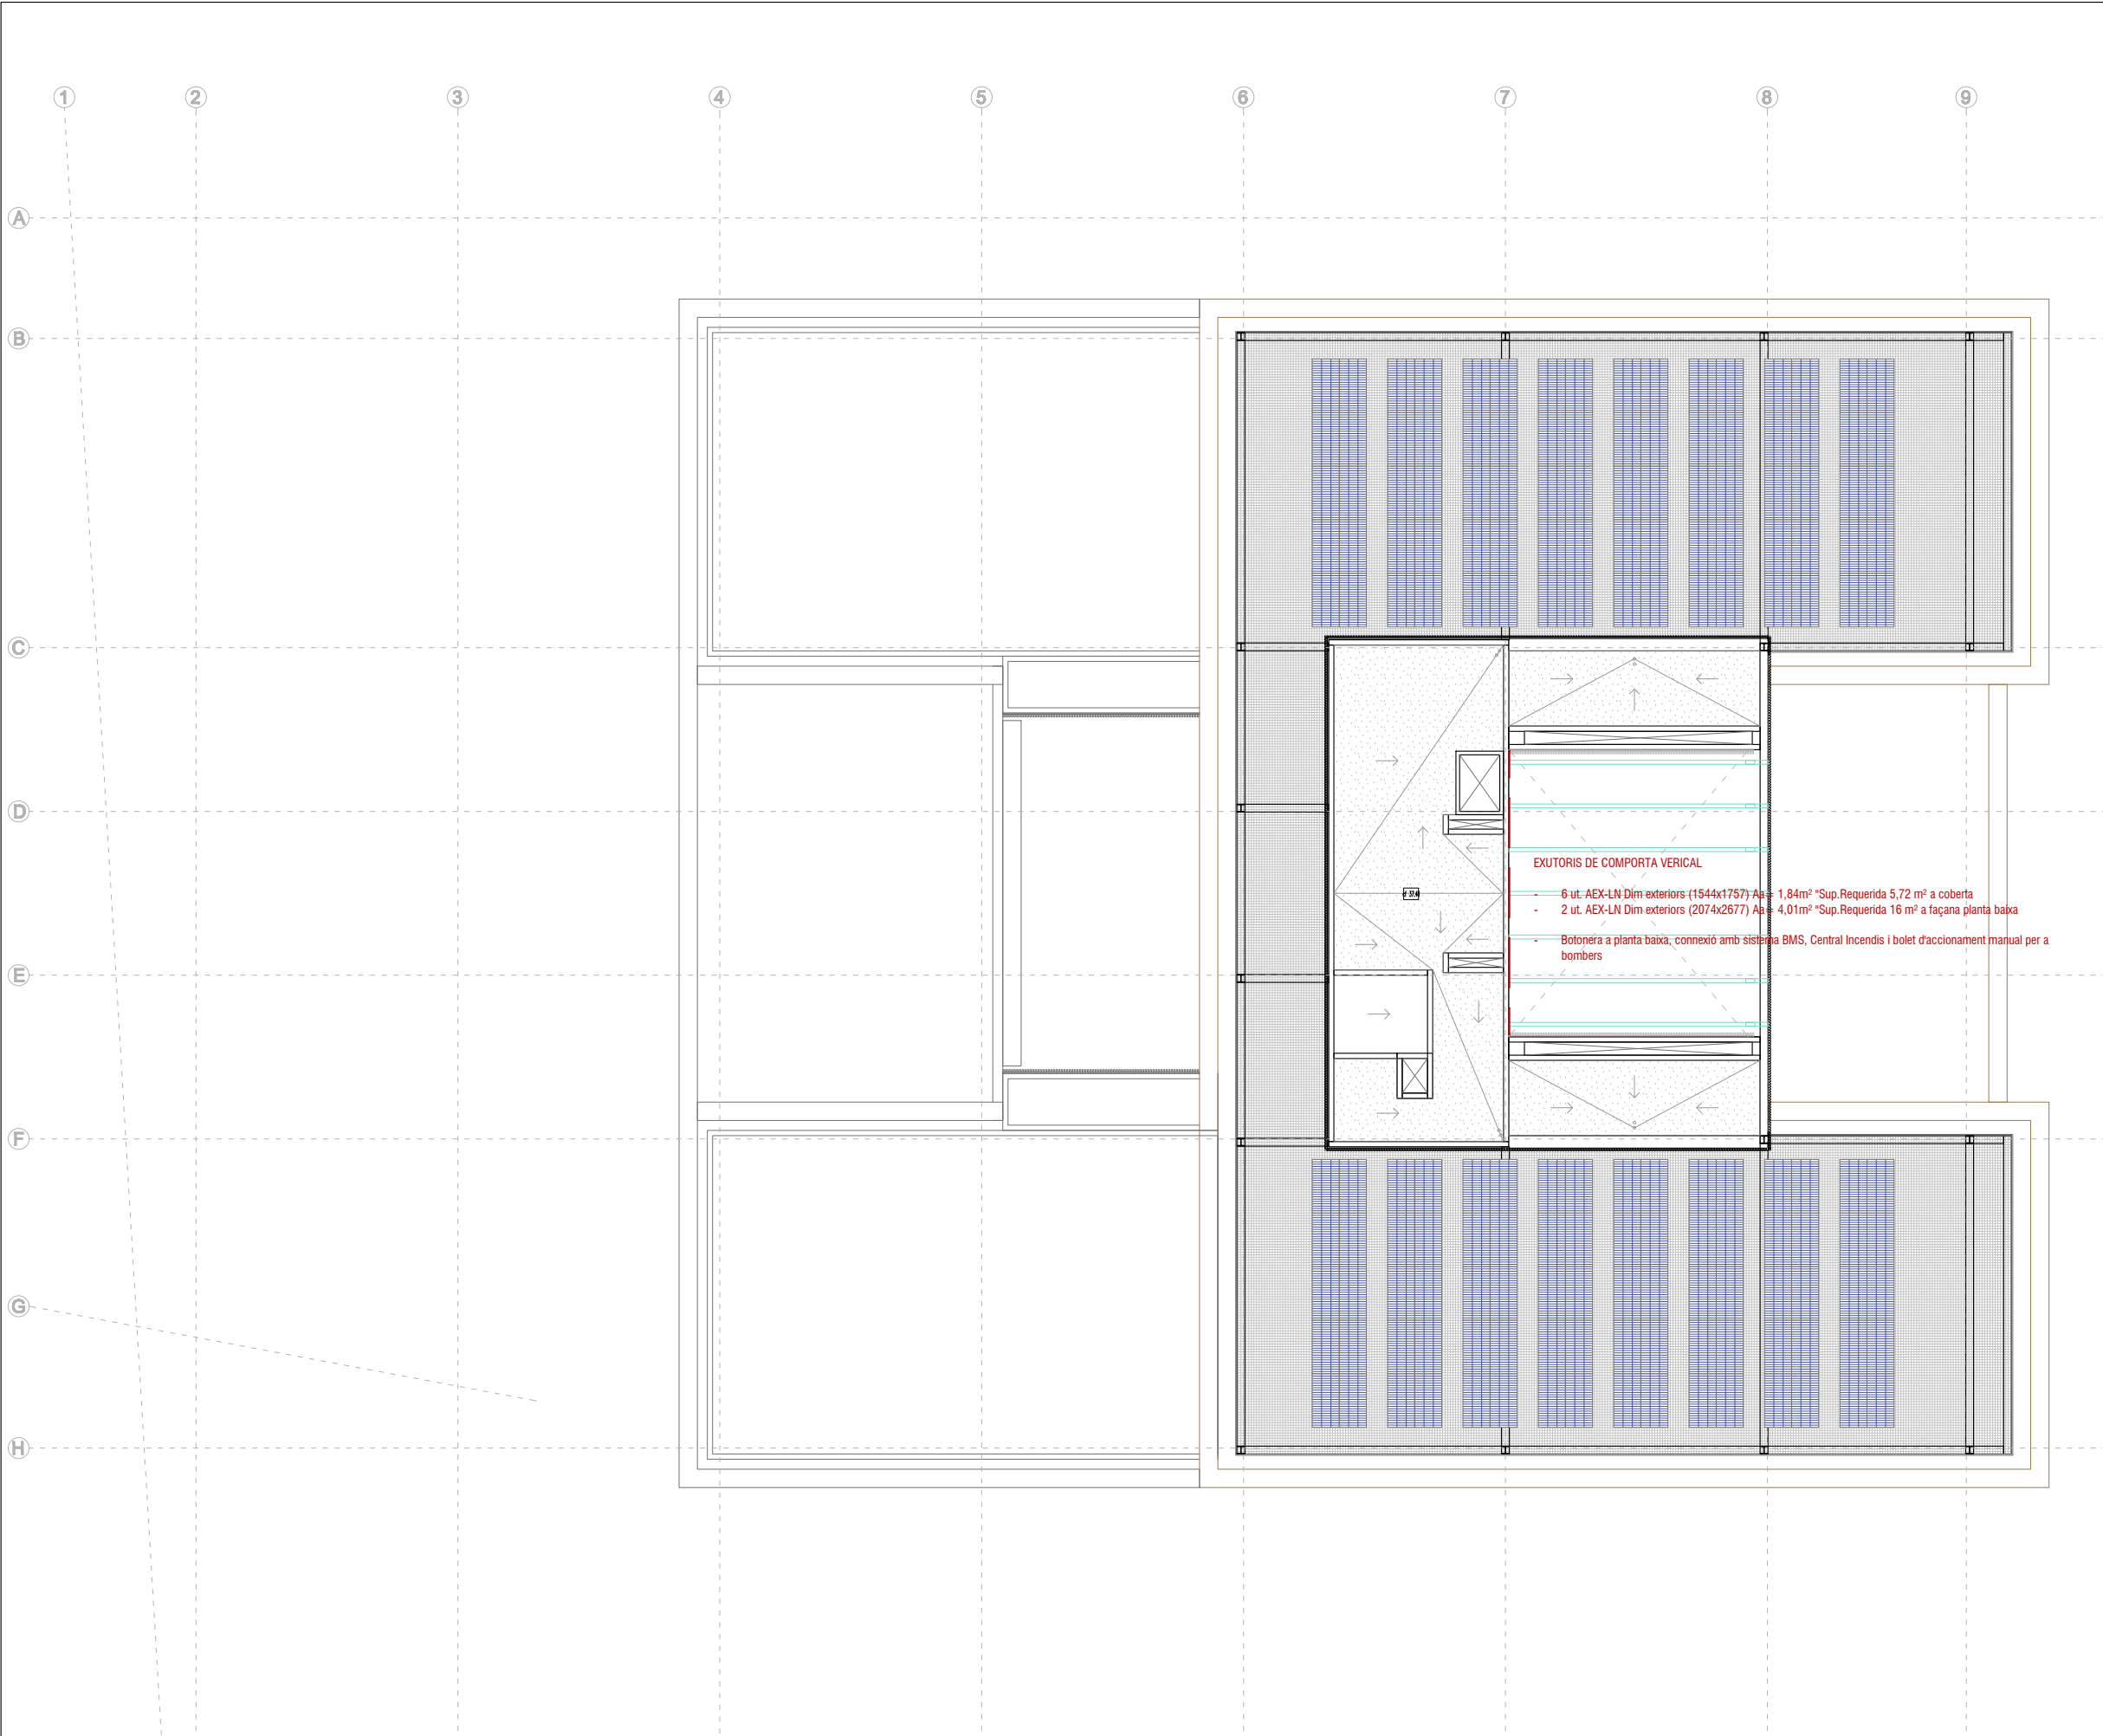 1 2 3 4 5 6 7 8 9
A
B
C
D
EXUTORIS DE COMPORTA VERICAL
- 6 ut. AEX-LN Dim exteriors (1544x1757) Aa= 1,84m² "Sup.Requerida 5,72 m² a coberta
- 2 ut. AEX-LN Dim exteriors (2074x2677) Aa= 4,01m² "Sup.Requerida 16 m² a façana planta baixa
- Botonera a planta baixa, connexió amb sistema BMS, Central Incendis i bolet d'accionament manual per a
bombers
E
F
G
H